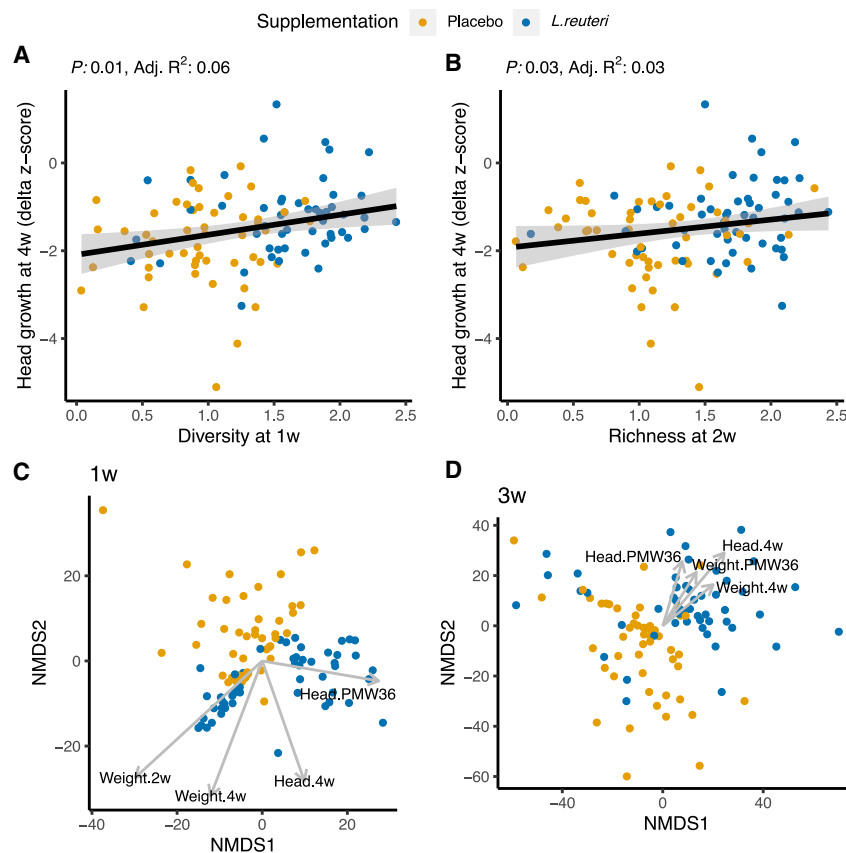 Supplementation Placebo L.reuteri
A
P: 0.01, Adj. R²: 0.06
Head growth at 4w (delta z−score)
0
−2
−4
0.0 0.5 1.0 1.5 2.0 2.5
Diversity at 1w
B
P: 0.03, Adj. R²: 0.03
Head growth at 4w (delta z−score)
0
−2
−4
0.0 0.5 1.0 1.5 2.0 2.5
Richness at 2w
C
1w
NMDS2
20
0
−20
Head.PMW36
Weight.2w
Head.4w
Weight.4w
−40 −20 0 20
NMDS1
D
3w
NMDS2
40
20
0
−20
−40
−60
Head.4w
Head.PMW36
Weight.PMW36
Weight.4w
−40 0 40
NMDS1